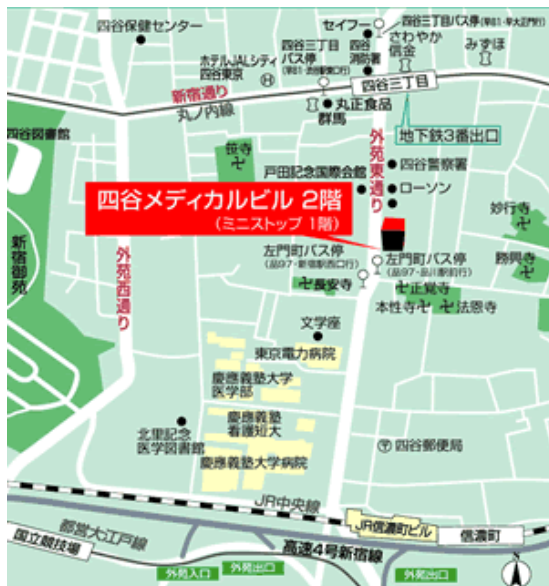 セイフー
四谷三丁目バス停 (早81・早大正門行)
四谷保健センター
さわやか
信金
みずほ
四谷三丁目
バス停
(早81・渋谷駅東口行)
四谷
消防署
ホテルJALシティ
四谷東京
新宿通り
丸ノ内線
四谷三丁目
丸正食品
群馬
地下鉄3番出口
四谷図書館
笹寺
外苑東通り
四谷警察署
戸田記念国際会館
ローソン
四谷メディカルビル 2階
(ミニストップ 1階)
妙行寺
新宿御苑
外苑西通り
左門町バス停
(品97・新宿駅西口行)
左門町バス停
(品97・品川駅前行)
勝興寺
長安寺
正覚寺
本性寺
法恩寺
文学座
東京電力病院
慶應義塾大学
医学部
慶應義塾
看護短大
北里記念
医学図書館
四谷郵便局
慶應義塾大学病院
JR中央線
JR信濃町ビル
信濃町
都営大江戸線
国立競技場
高速4号新宿線
外苑入口
外苑出口
外苑出口
N